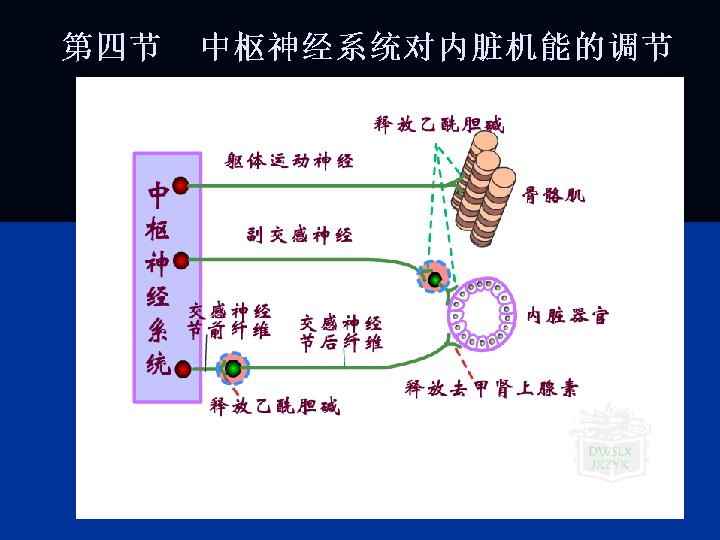 第四节 中枢神经系统对内脏机能的调节
释放乙酰胆碱
躯体运动神经
骨骼肌
中枢神经系统
副交感神经
交感神经
节前纤维
交感神经
节后纤维
内脏器官
释放乙酰胆碱
释放去甲肾上腺素
DWSLX
JXZYK